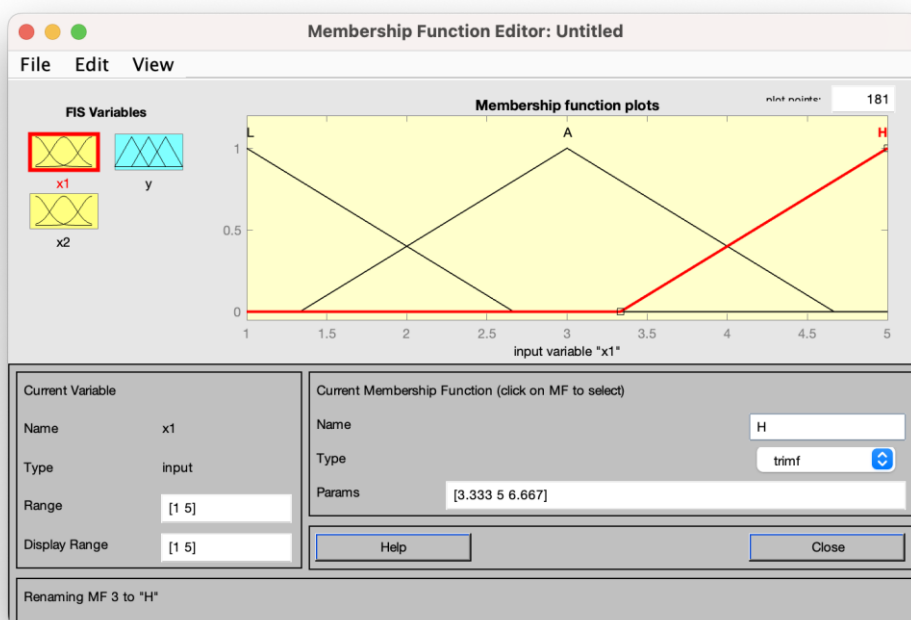 Membership Function Editor: Untitled
File Edit View
FIS Variables
x1
y
x2
Membership function plots
plot points: 181
L A H
1
0.5
0
1 1.5 2 2.5 3 3.5 4 4.5 5
input variable "x1"
Current Variable
Name x1
Type input
Range [1 5]
Display Range [1 5]
Current Membership Function (click on MF to select)
Name H
Type trimf
Params [3.333 5 6.667]
Help Close
Renaming MF 3 to "H"